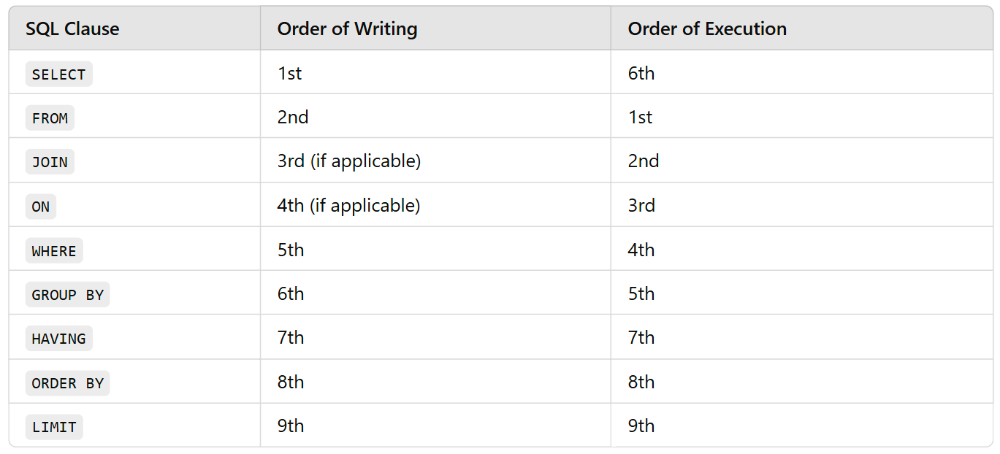 SQL Clause Order of Writing Order of Execution
SELECT 1st 6th
FROM 2nd 1st
JOIN 3rd (if applicable) 2nd
ON 4th (if applicable) 3rd
WHERE 5th 4th
GROUP BY 6th 5th
HAVING 7th 7th
ORDER BY 8th 8th
LIMIT 9th 9th